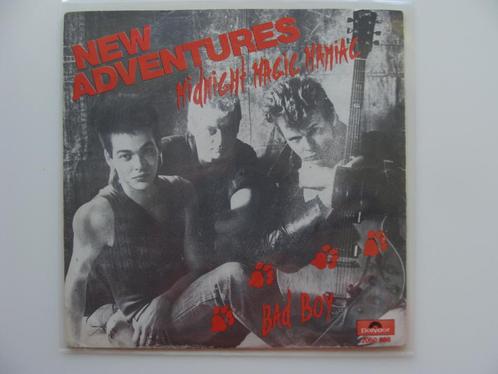 NEW
ADVENTURES
MidNiGHt MAGiC MANiAC
BAd BOY
Polydor